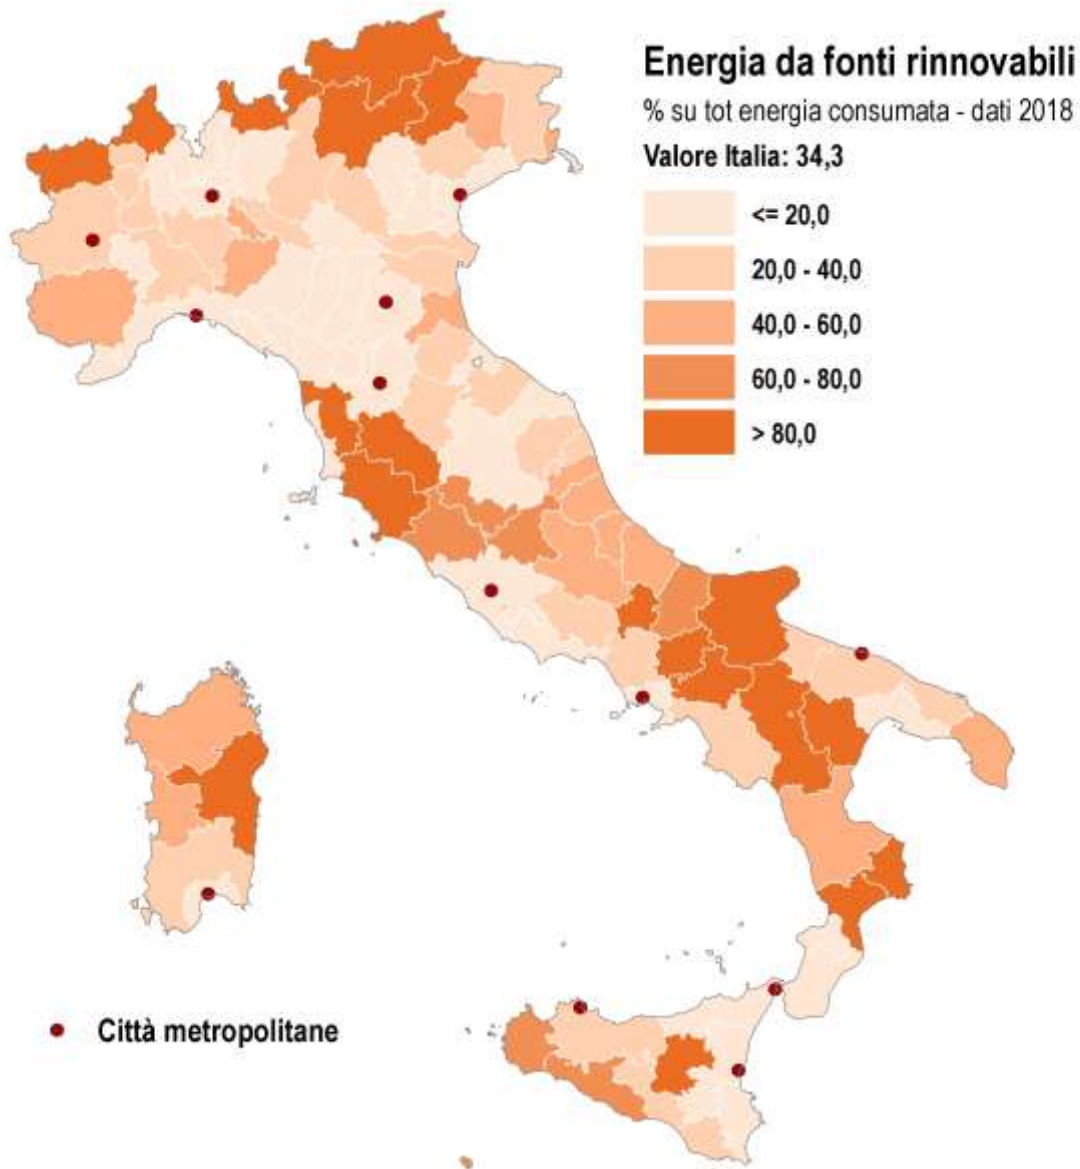 Energia da fonti rinnovabili
% su tot energia consumata - dati 2018
Valore Italia: 34,3
<= 20,0
20,0 - 40,0
40,0 - 60,0
60,0 - 80,0
> 80,0
Città metropolitane